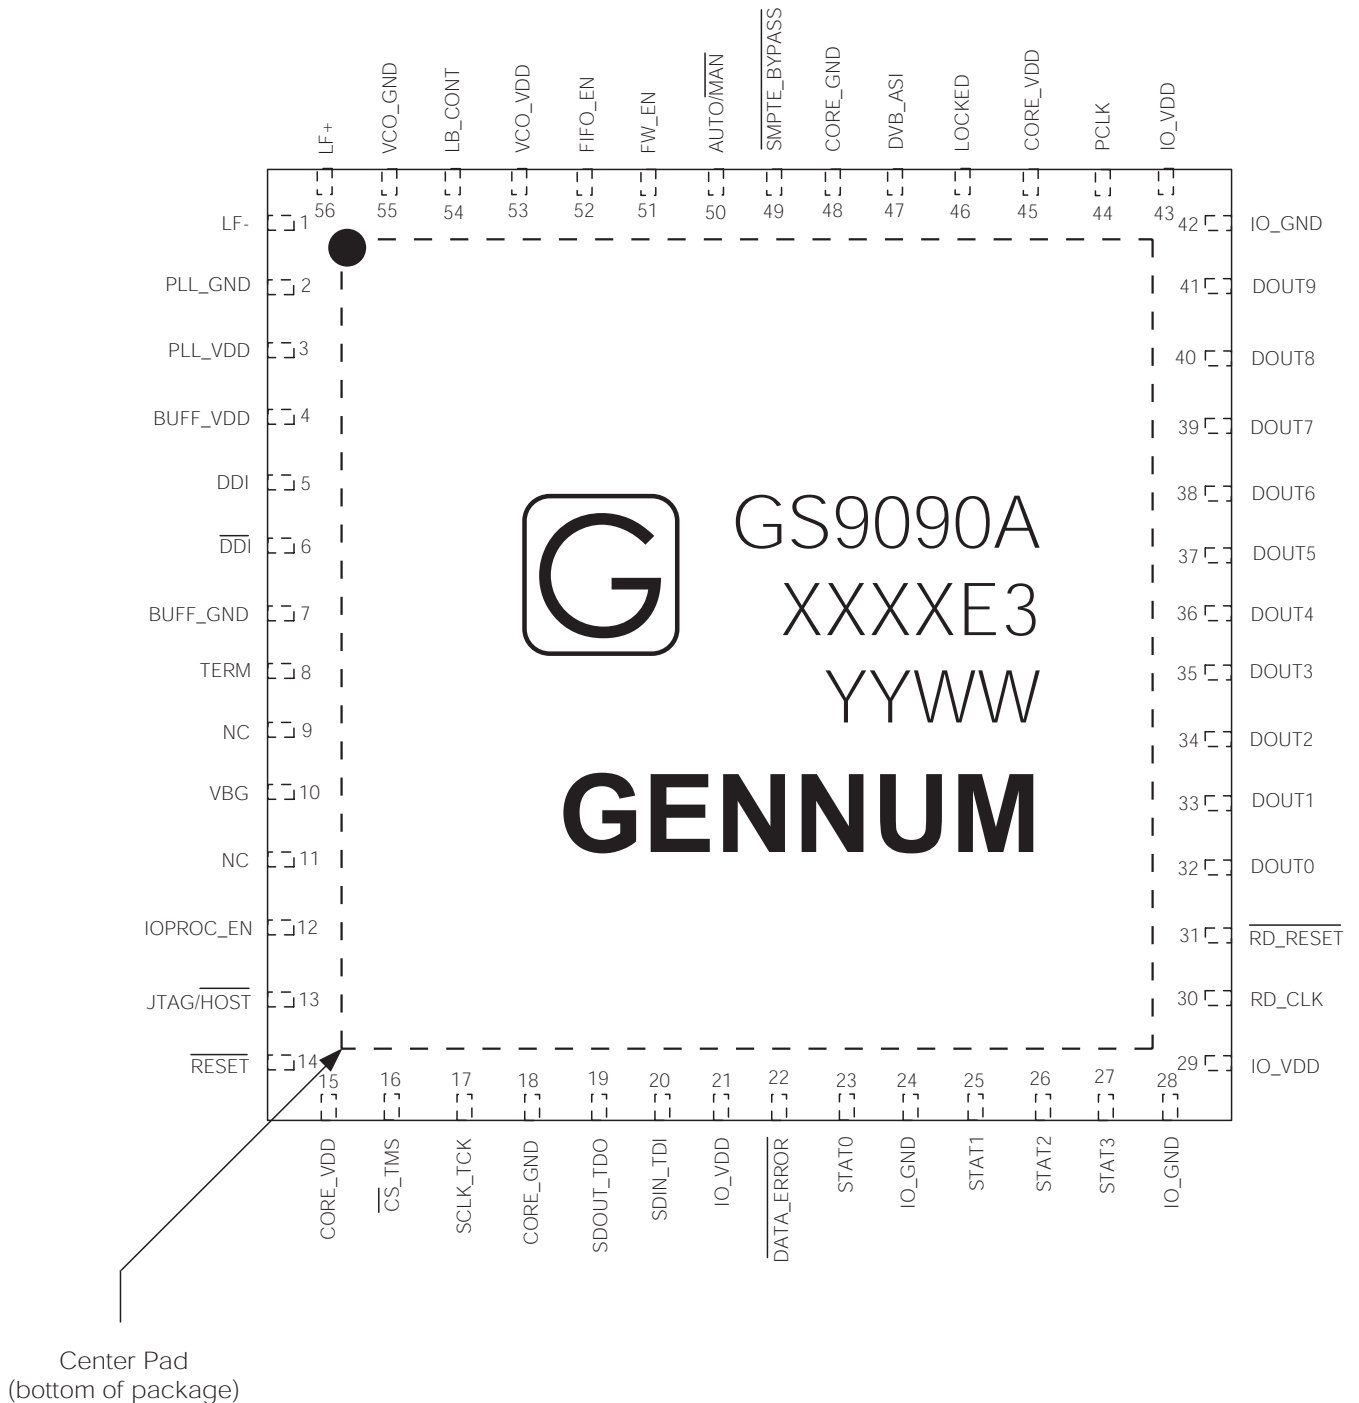 LF+
VCO_GND
LB_CONT
VCO_VDD
FIFO_EN
FW_EN
AUTO/MAN
SMPTE_BYPASS
CORE_GND
DVB_ASI
LOCKED
CORE_VDD
PCLK
IO_VDD
56 55 54 53 52 51 50 49 48 47 46 45 44 43
LF- 1
PLL_GND 2
PLL_VDD 3
BUFF_VDD 4
DDI 5
DDI 6
BUFF_GND 7
TERM 8
NC 9
VBG 10
NC 11
IOPROC_EN 12
JTAG/HOST 13
RESET 14
GS9090A
XXXXE3
YYWW
G
GENNUM
42 IO_GND
41 DOUT9
40 DOUT8
39 DOUT7
38 DOUT6
37 DOUT5
36 DOUT4
35 DOUT3
34 DOUT2
33 DOUT1
32 DOUT0
31 RD_RESET
30 RD_CLK
29 IO_VDD
15 16 17 18 19 20 21 22 23 24 25 26 27 28
CORE_VDD
CS_TMS
SCLK_TCK
CORE_GND
SDOUT_TDO
SDIN_TDI
IO_VDD
DATA_ERROR
STAT0
IO_GND
STAT1
STAT2
STAT3
IO_GND
Center Pad
(bottom of package)